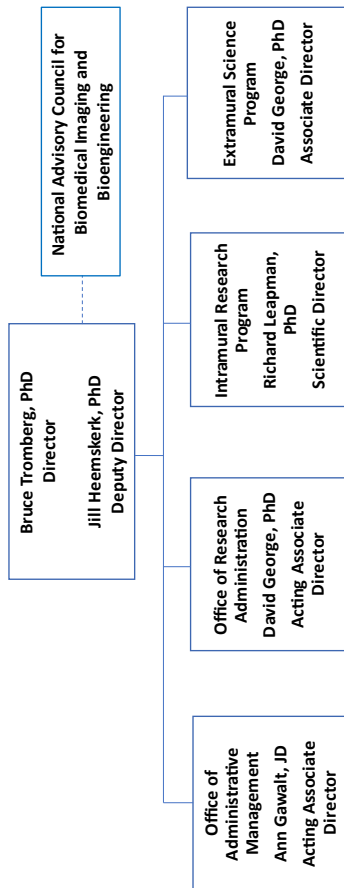 Bruce Tromberg, PhD
Director
Jill Heemskerk, PhD
Deputy Director
National Advisory Council for
Biomedical Imaging and
Bioengineering
Office of
Administrative
Management
Ann Gawalt, JD
Acting Associate
Director
Office of Research
Administration
David George, PhD
Acting Associate
Director
Intramural Research
Program
Richard Leapman,
PhD
Scientific Director
Extramural Science
Program
David George, PhD
Associate Director